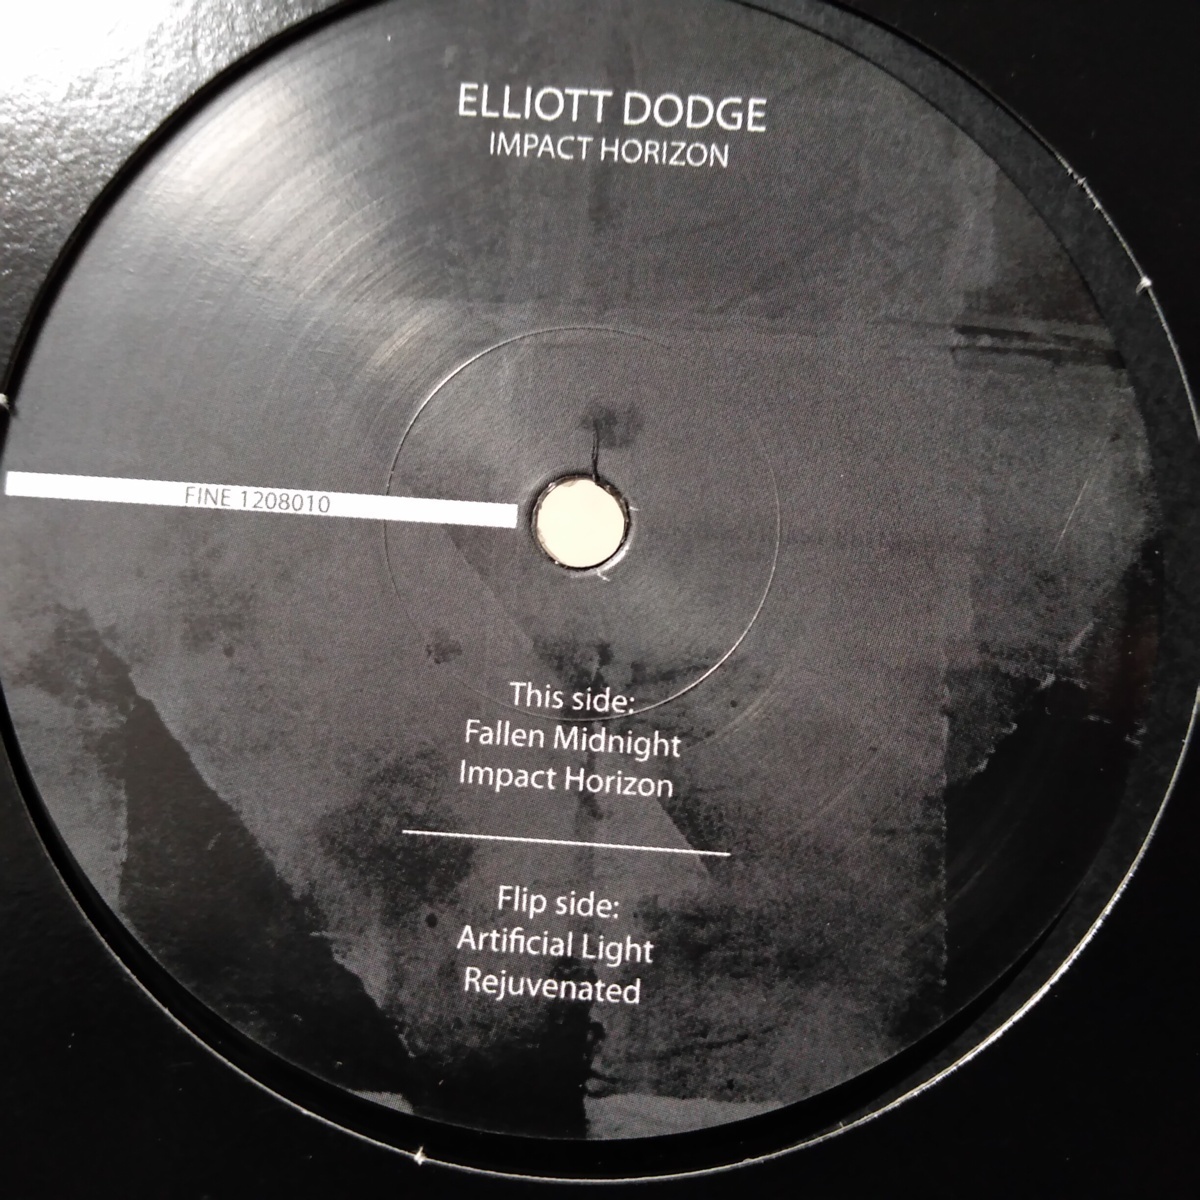 ELLIOTT DODGE
IMPACT HORIZON
FINE 1208010
This side:
Fallen Midnight
Impact Horizon
Flip side:
Artificial Light
Rejuvenated